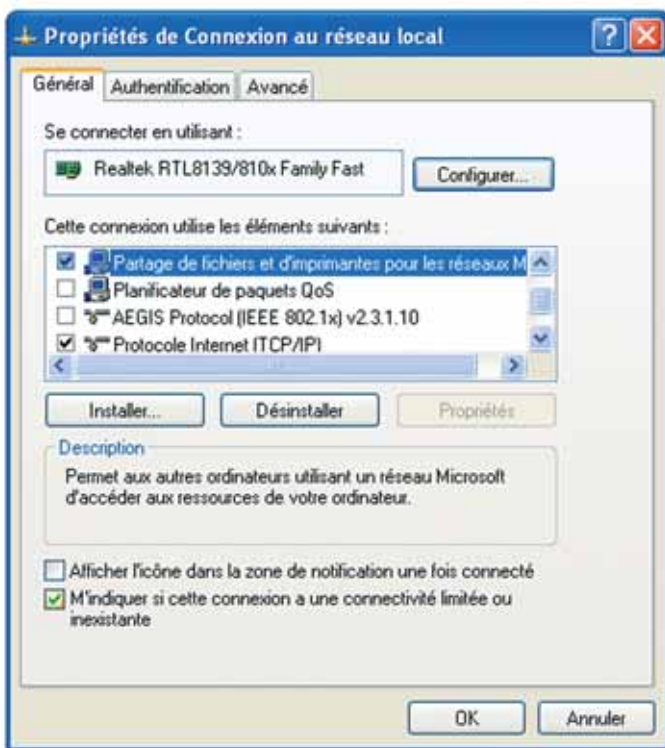 Propriétés de Connexion au réseau local
Général
Authentification
Avancé
Se connecter en utilisant :
Realtek RTL8139/810x Family Fast
Configurer...
Cette connexion utilise les éléments suivants :
Partage de fichiers et d'imprimantes pour les réseaux M
Planificateur de paquets QoS
AEGIS Protocol (IEEE 802.1x) v2.3.1.10
Protocole Internet (TCP/IP)
Installer...
Désinstaller
Propriétés
Description
Permet aux autres ordinateurs utilisant un réseau Microsoft
d'accéder aux ressources de votre ordinateur.
Afficher l'icône dans la zone de notification une fois connecté
M'indiquer si cette connexion a une connectivité limitée ou
inexistante
OK
Annuler